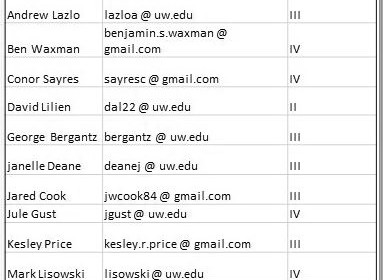 Andrew Lazlo lazloa @ uw.edu III
benjamin.s.waxman @
Ben Waxman gmail.com IV
Conor Sayres sayresc @ gmail.com IV
David Lilien dal22 @ uw.edu II
George Bergantz bergantz @ uw.edu III
janelle Deane deanej @ uw.edu III
Jared Cook jwcook84 @ gmail.com III
Jule Gust jgust @ uw.edu IV
Kesley Price kesley.r.price @ gmail.com III
Mark Lisowski lisowski@ uw.edu IV